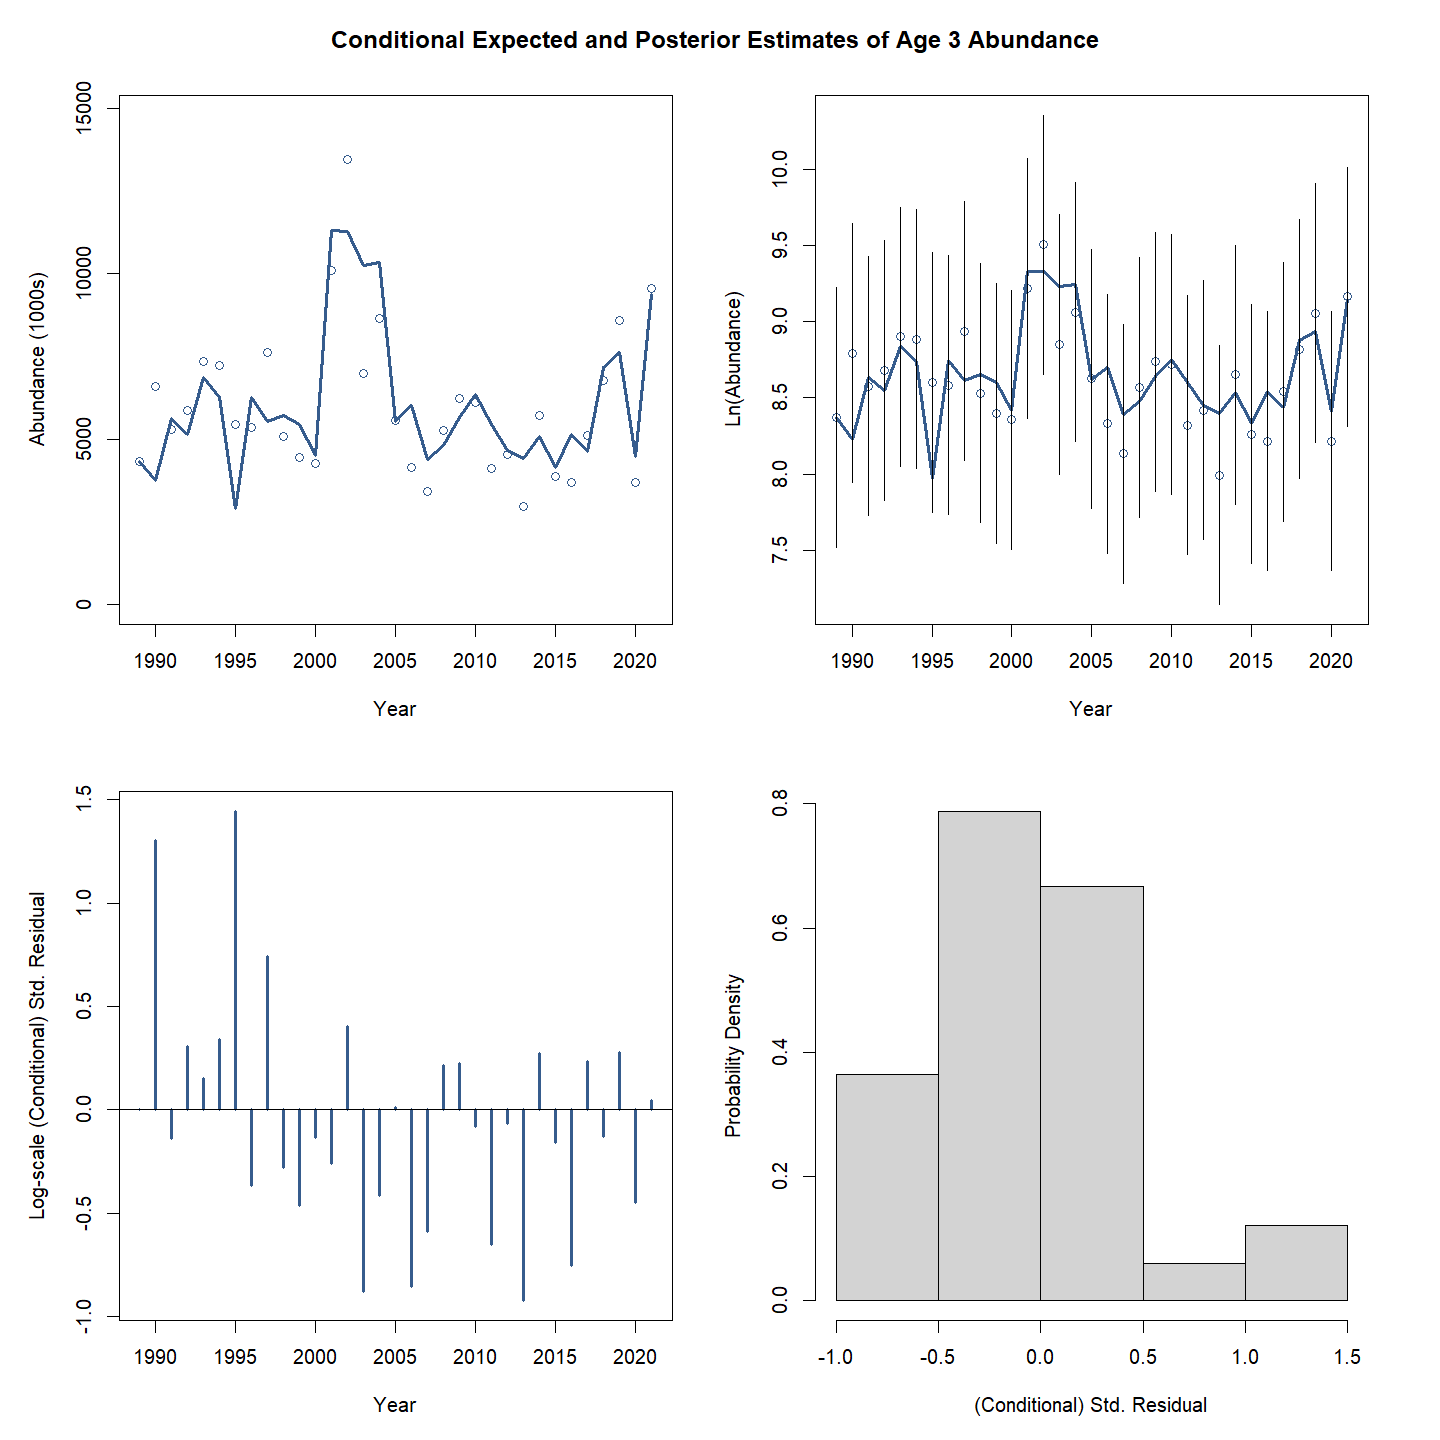 Conditional Expected and Posterior Estimates of Age 3 Abundance
Abundance (1000s)
15000
10000
5000
0
1990 1995 2000 2005 2010 2015 2020
Year
Ln(Abundance)
10.0
9.5
9.0
8.5
8.0
7.5
1990 1995 2000 2005 2010 2015 2020
Year
Log-scale (Conditional) Std. Residual
1.5
1.0
0.5
0.0
-0.5
-1.0
1990 1995 2000 2005 2010 2015 2020
Year
Probability Density
0.8
0.6
0.4
0.2
0.0
-1.0 -0.5 0.0 0.5 1.0 1.5
(Conditional) Std. Residual